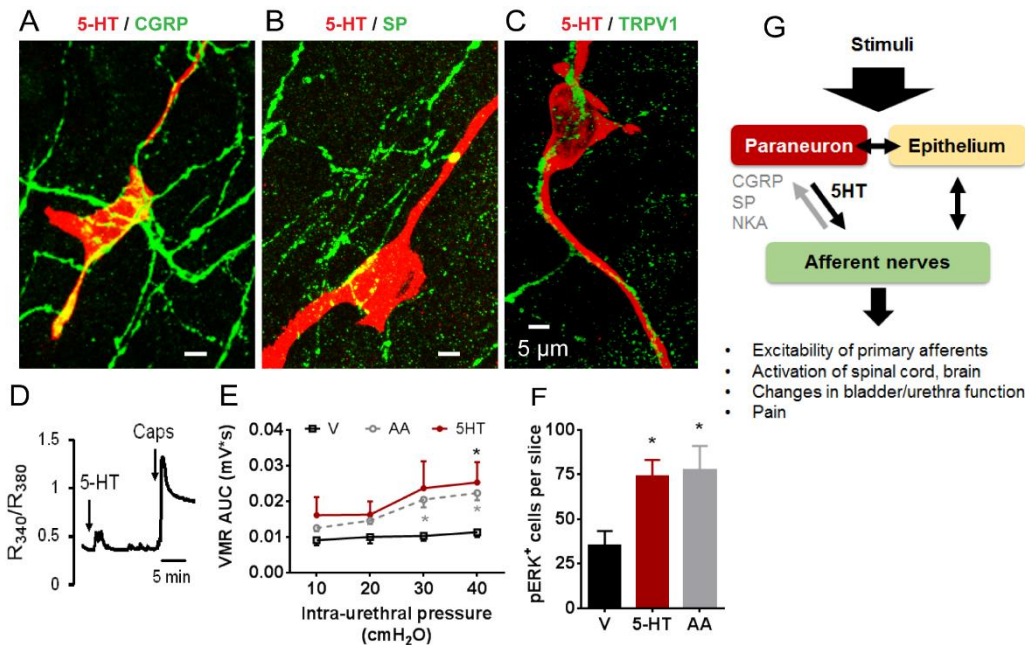 A 5-HT / CGRP
B 5-HT / SP
C 5-HT / TRPV1
5 µm
G
Stimuli
Paraneuron
Epithelium
CGRP
SP
NKA
5HT
Afferent nerves
• Excitability of primary afferents
• Activation of spinal cord, brain
• Changes in bladder/urethra function
• Pain
D
R340/R380
1.5
1
0.5
0
5-HT
Caps
5 min
E
V AA 5HT
VMR AUC (mV*s)
0.04
0.03
0.02
0.01
0.00
*
*
*
10 20 30 40
Intra-urethral pressure
(cmH2O)
F
pERK+ cells per slice
100
75
50
25
0
* *
V 5-HT AA